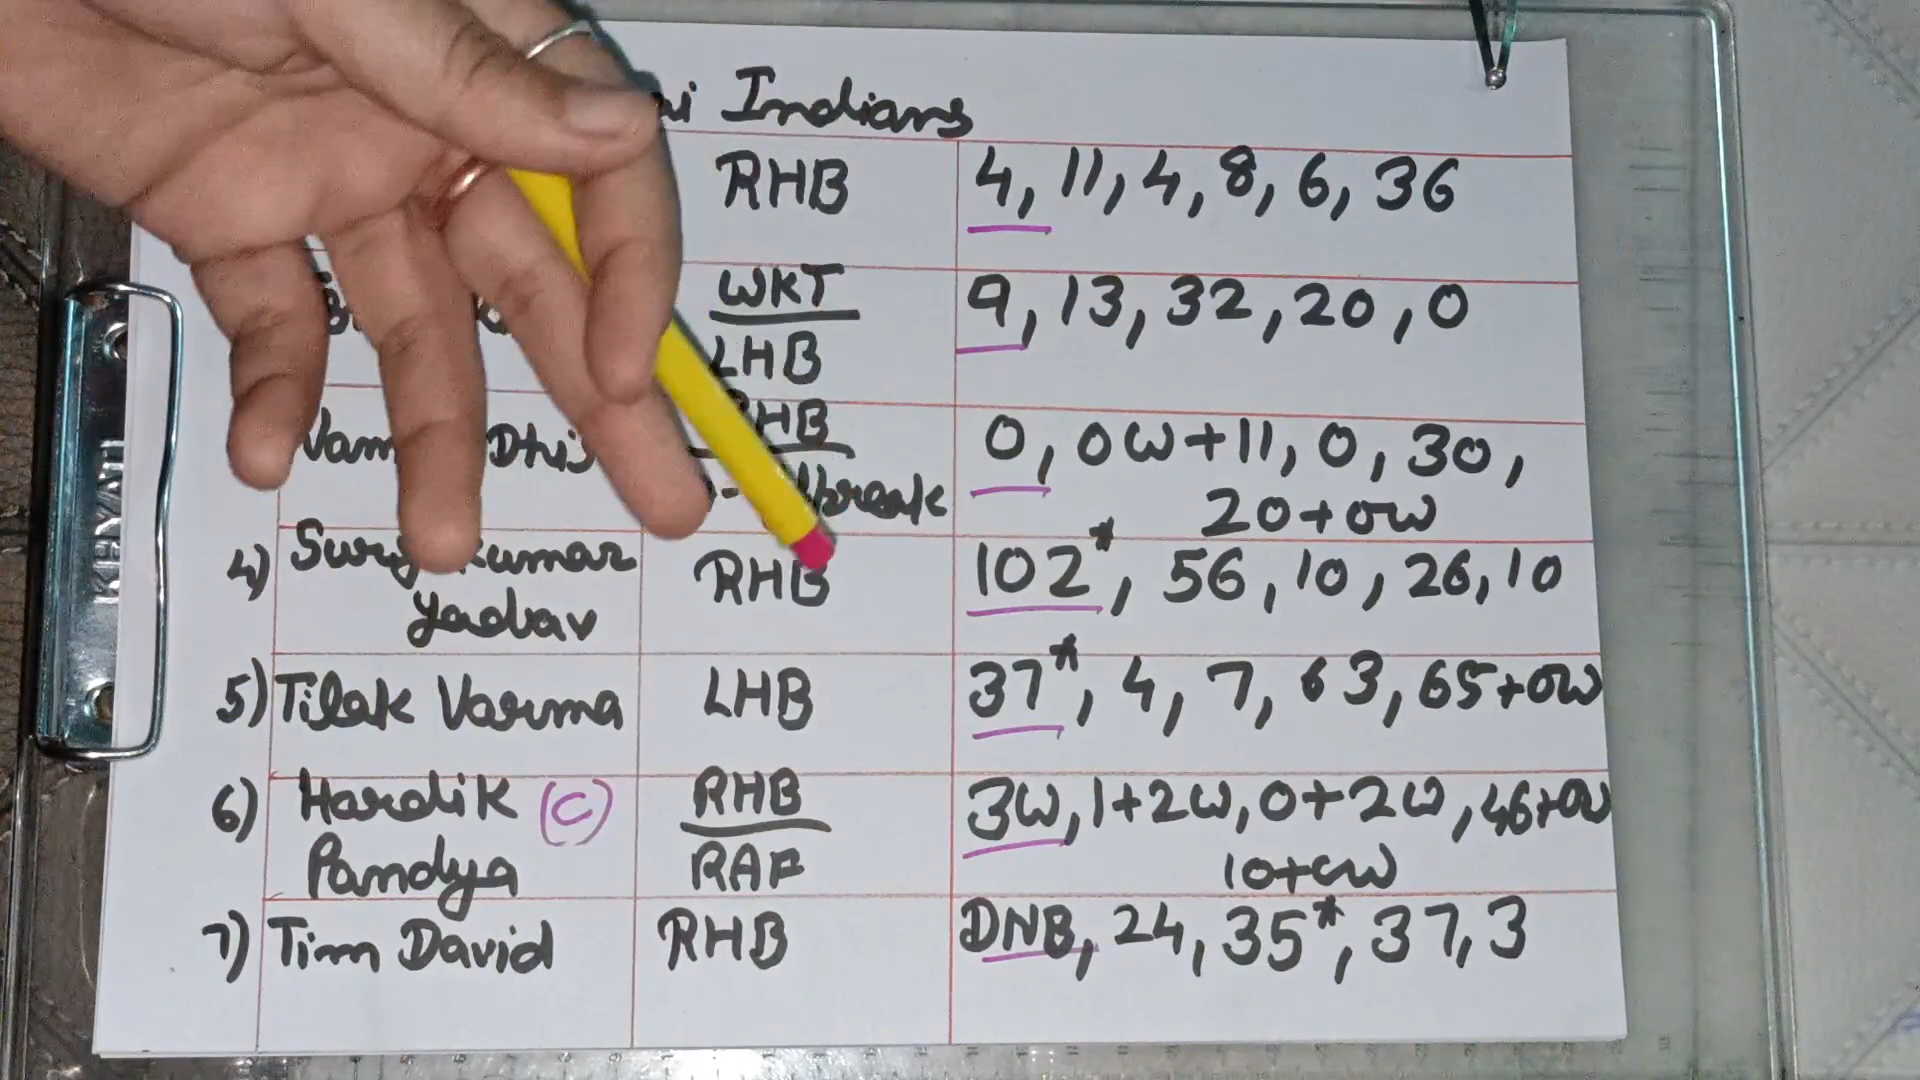 Indians
RHB 4, 11, 4, 8, 6, 36
WKT 9, 13, 32, 20, 0
LHB
0, 0W+11, 0, 30,
20+0W
4) Kumar RHB 102*, 56, 10, 26, 10
Yadav
5) Tilak Varma LHB 37*, 4, 7, 63, 65+0W
6) Hardik (C) RHB 3W, 1+2W, 0+2W, 46+0W
Pandya RAF 10+0W
7) Tim David RHB DNB, 24, 35*, 37, 3